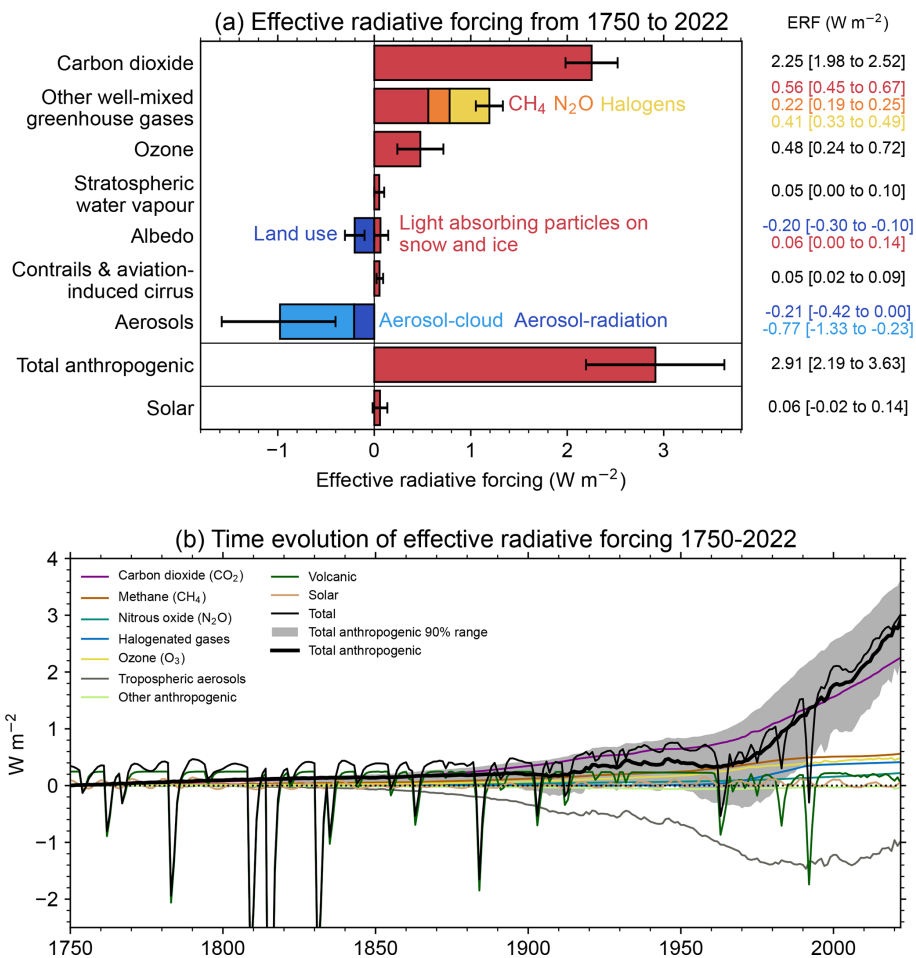 (a) Effective radiative forcing from 1750 to 2022
ERF (W m⁻²)
Carbon dioxide
2.25 [1.98 to 2.52]
Other well-mixed
greenhouse gases
CH₄ N₂O Halogens
0.56 [0.45 to 0.67]
0.22 [0.19 to 0.25]
0.41 [0.33 to 0.49]
Ozone
0.48 [0.24 to 0.72]
Stratospheric
water vapour
0.05 [0.00 to 0.10]
Albedo
Land use
Light absorbing particles on
snow and ice
-0.20 [-0.30 to -0.10]
0.06 [0.00 to 0.14]
Contrails & aviation-
induced cirrus
0.05 [0.02 to 0.09]
Aerosols
Aerosol-cloud Aerosol-radiation
-0.21 [-0.42 to 0.00]
-0.77 [-1.33 to -0.23]
Total anthropogenic
2.91 [2.19 to 3.63]
Solar
0.06 [-0.02 to 0.14]
−1 0 1 2 3
Effective radiative forcing (W m⁻²)
(b) Time evolution of effective radiative forcing 1750-2022
W m⁻²
4
3
2
1
0
−1
−2
Carbon dioxide (CO₂)
Methane (CH₄)
Nitrous oxide (N₂O)
Halogenated gases
Ozone (O₃)
Tropospheric aerosols
Other anthropogenic
Volcanic
Solar
Total
Total anthropogenic 90% range
Total anthropogenic
1750 1800 1850 1900 1950 2000